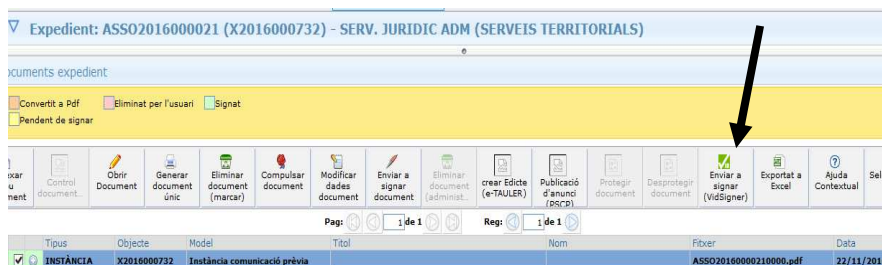 Expedient: ASSO2016000021 (X2016000732) - SERV. JURIDIC ADM (SERVEIS TERRITORIALS)
ocuments expedient
Convertit a Pdf Eliminat per l'usuari Signat
Pendent de signar
Control document..
Obrir Document
Generar document únic
Eliminar document (marcar)
Compulsar document
Modificar dades document
Enviar a signar document
Eliminar document (administ...
crear Edicte (e-TAULER)
Publicació d'anunci (PSCP)
Protegir document
Desprotegir document
Enviar a signar (VidSigner)
Exportat a Excel
Ajuda Contextual
Sel
Pag: 1 de 1 Reg: 1 de 1
Tipus Objecte Model Titol Nom Fitxer Data
INSTÀNCIA X2016000732 Instància comunicació prèvia ASSO20160000210000.pdf 22/11/201